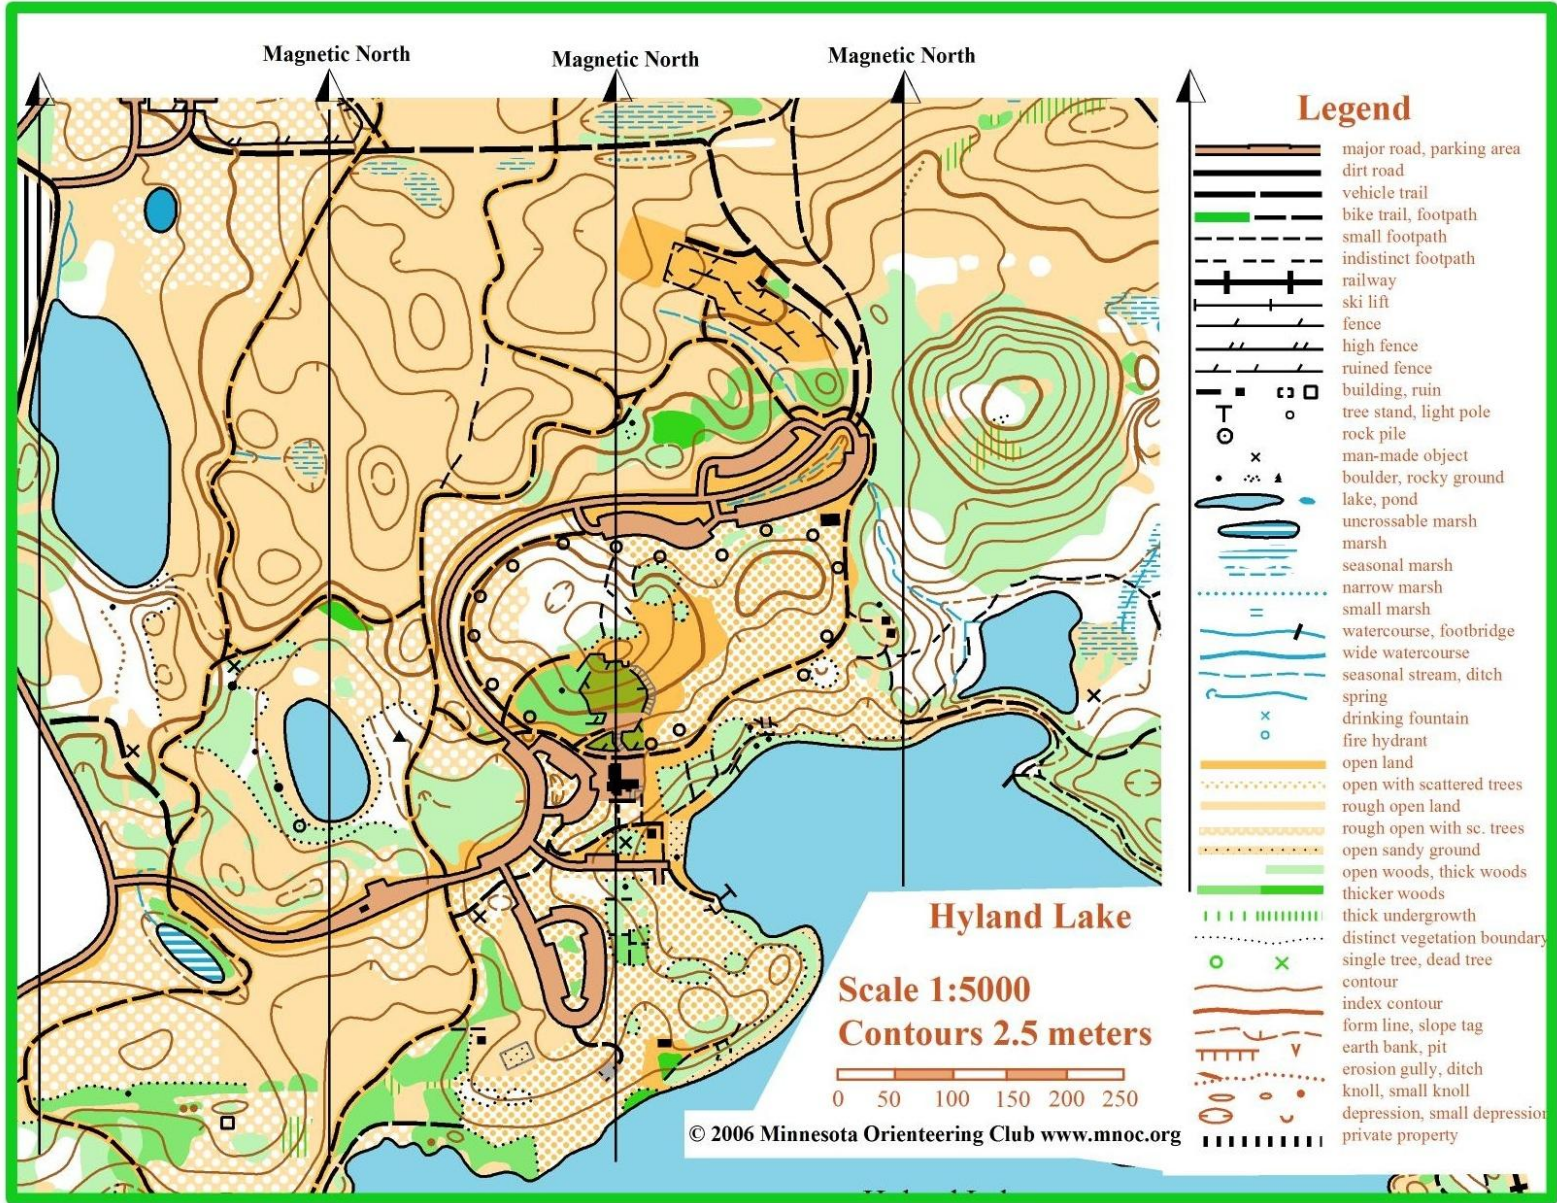 Magnetic North
Magnetic North
Magnetic North
Legend
major road, parking area
dirt road
vehicle trail
bike trail, footpath
small footpath
indistinct footpath
railway
ski lift
fence
high fence
ruined fence
building, ruin
tree stand, light pole
rock pile
man-made object
boulder, rocky ground
lake, pond
uncrossable marsh
marsh
seasonal marsh
narrow marsh
small marsh
watercourse, footbridge
wide watercourse
seasonal stream, ditch
spring
drinking fountain
fire hydrant
open land
open with scattered trees
rough open land
rough open with sc. trees
open sandy ground
open woods, thick woods
thicker woods
thick undergrowth
distinct vegetation boundary
single tree, dead tree
contour
index contour
form line, slope tag
earth bank, pit
erosion gully, ditch
knoll, small knoll
depression, small depression
private property
Hyland Lake
Scale 1:5000
Contours 2.5 meters
0 50 100 150 200 250
© 2006 Minnesota Orienteering Club www.mnoc.org